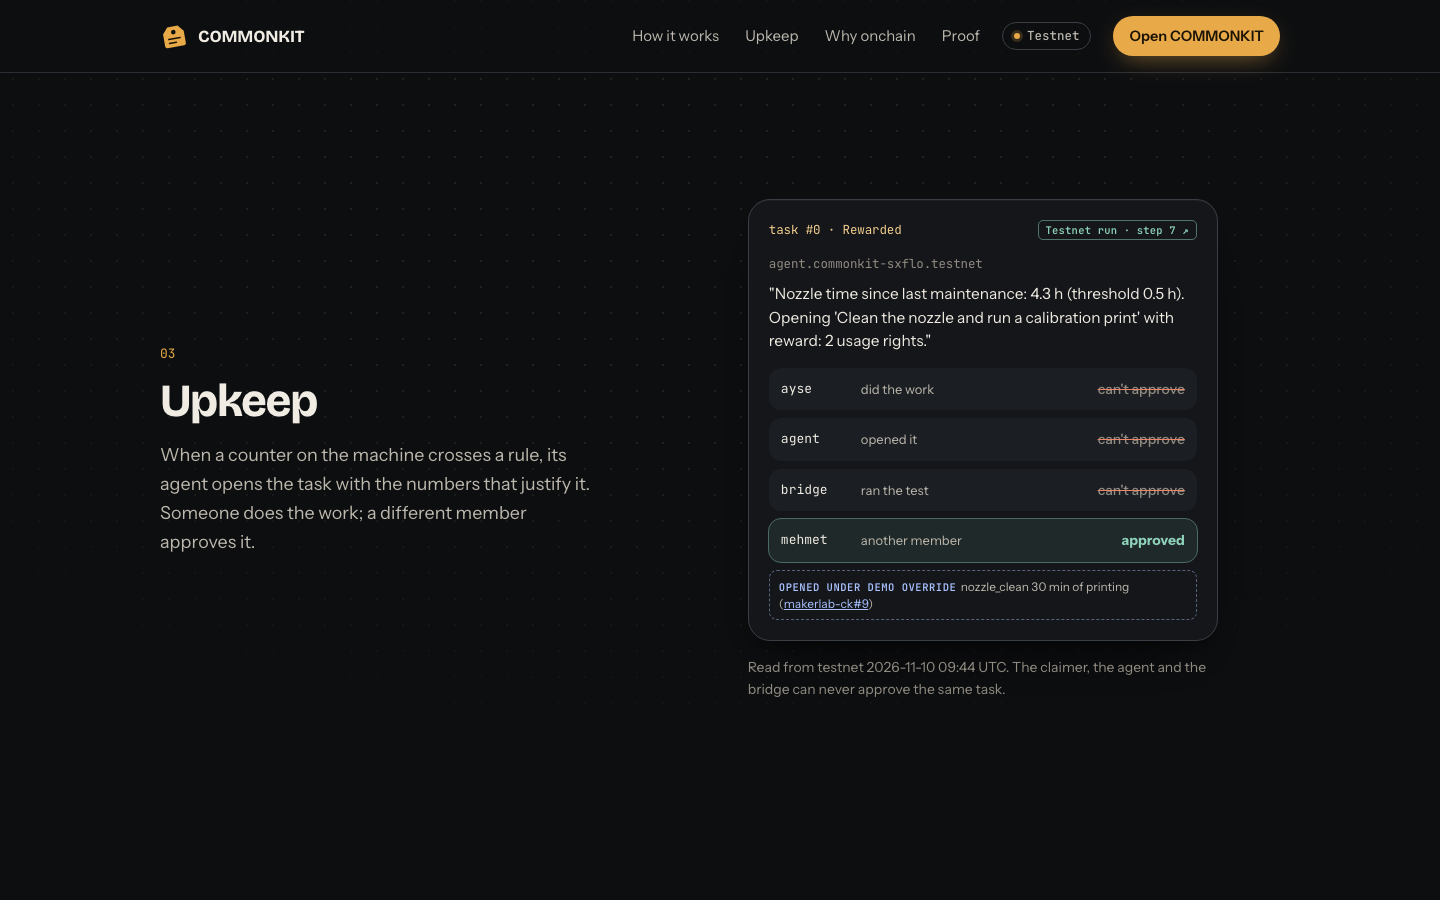 COMMONKIT
How it works
Upkeep
Why onchain
Proof
Testnet
Open COMMONKIT
03
Upkeep
When a counter on the machine crosses a rule, its
agent opens the task with the numbers that justify it.
Someone does the work; a different member
approves it.
task #0 · Rewarded
Testnet run · step 7 ↗
agent.commonkit-sxflo.testnet
"Nozzle time since last maintenance: 4.3 h (threshold 0.5 h).
Opening 'Clean the nozzle and run a calibration print' with
reward: 2 usage rights."
ayse did the work can't approve
agent opened it can't approve
bridge ran the test can't approve
mehmet another member approved
OPENED UNDER DEMO OVERRIDE nozzle_clean 30 min of printing
(makerlab-ck#9)
Read from testnet 2026-11-10 09:44 UTC. The claimer, the agent and the
bridge can never approve the same task.